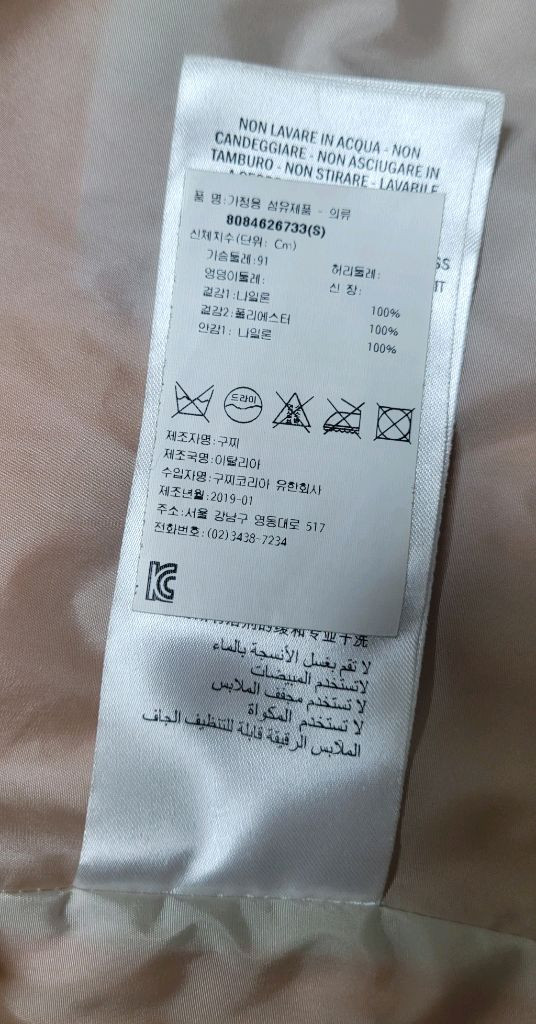 NON LAVARE IN ACQUA - NON
CANDEGGIARE - NON ASCIUGARE IN
TAMBURO - NON STIRARE - LAVABILE
품 명:가정용 섬유제품 - 의류
8084626733(S)
신체치수(단위: Cm)
가슴둘레:91 허리둘레:
엉덩이둘레: 신 장:
겉감1:나일론 100%
겉감2:폴리에스터 100%
안감1: 나일론 100%
드라이
제조자명:구찌
제조국명:이탈리아
수입자명:구찌코리아 유한회사
제조년월:2019-01
주소:서울 강남구 영동대로 517
전화번호:(02)3438-7234
KC
لا تقم بغسل الأنسجة بالماء
لاتستخدم المبيضات
لا تستخدم مجفف الملابس
لا تستخدم المكواة
الملابس الرقيقة قابلة للتنظيف الجاف